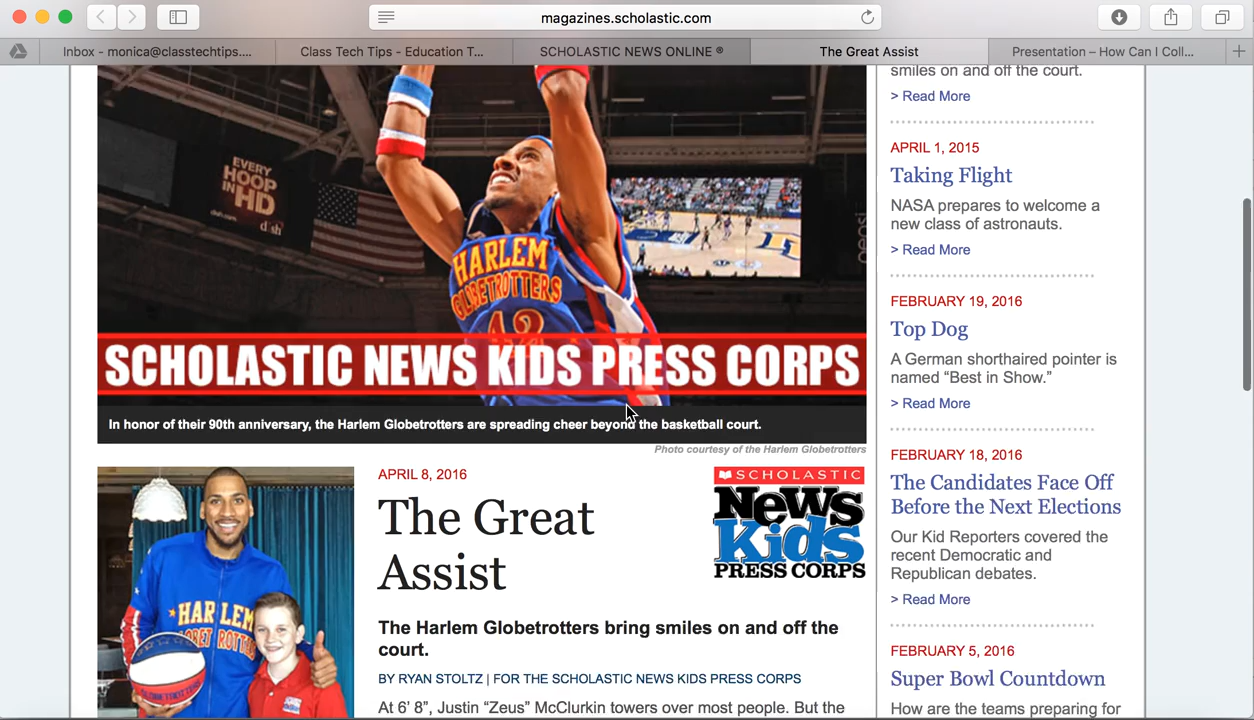 magazines.scholastic.com
Inbox - monica@classtechtips....
Class Tech Tips - Education T...
SCHOLASTIC NEWS ONLINE ®
The Great Assist
Presentation – How Can I Coll...
EVERY
HOOP
IN HD
dish.com
dish
pepsi
HARLEM
GLOBETROTTERS
42
SCHOLASTIC NEWS KIDS PRESS CORPS
In honor of their 90th anniversary, the Harlem Globetrotters are spreading cheer beyond the basketball court.
Photo courtesy of the Harlem Globetrotters
HARLEM
GLOBETROTTERS
APRIL 8, 2016
The Great
Assist
SCHOLASTIC
News
Kids
PRESS CORPS
The Harlem Globetrotters bring smiles on and off the
court.
BY RYAN STOLTZ | FOR THE SCHOLASTIC NEWS KIDS PRESS CORPS
At 6' 8", Justin “Zeus” McClurkin towers over most people. But the
smiles on and off the court.
> Read More
APRIL 1, 2015
Taking Flight
NASA prepares to welcome a
new class of astronauts.
> Read More
FEBRUARY 19, 2016
Top Dog
A German shorthaired pointer is
named “Best in Show.”
> Read More
FEBRUARY 18, 2016
The Candidates Face Off
Before the Next Elections
Our Kid Reporters covered the
recent Democratic and
Republican debates.
> Read More
FEBRUARY 5, 2016
Super Bowl Countdown
How are the teams preparing for